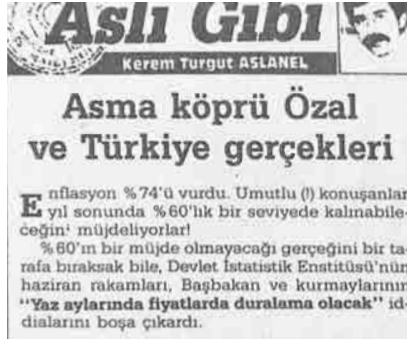 Aslı Gibi
Kerem Turgut ASLANEL
Asma köprü Özal
ve Türkiye gerçekleri
Enflasyon %74'ü vurdu. Umutlu (!) konuşanlar
yıl sonunda %60'lık bir seviyede kalınabile-
ceğini müjdeliyorlar!
%60'ın bir müjde olmayacağı gerçeğini bir ta-
rafa bıraksak bile, Devlet İstatistik Enstitüsü'nün
haziran rakamları, Başbakan ve kurmaylarının
"Yaz aylarında fiyatlarda duralama olacak" id-
dialarını boşa çıkardı.